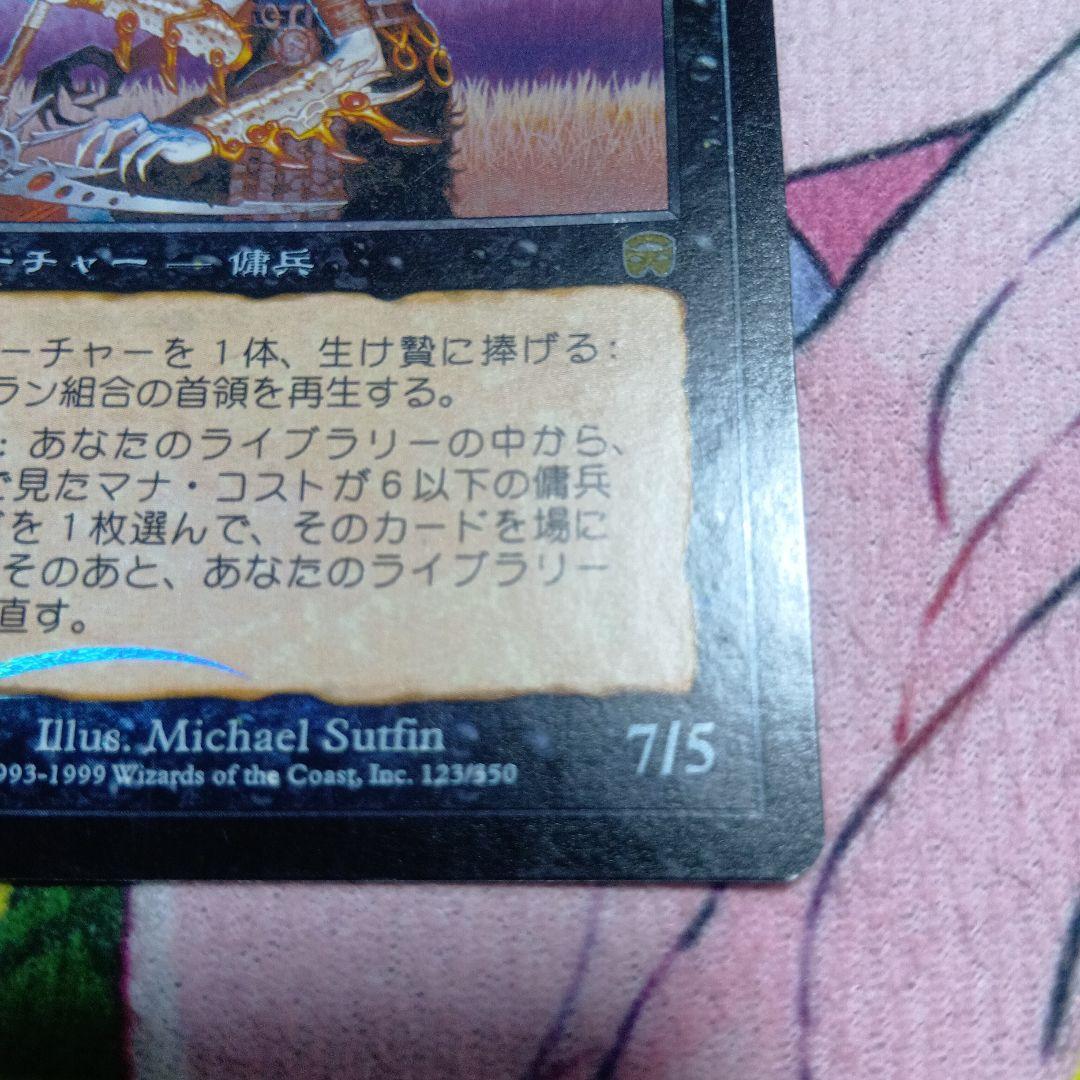 ーチャー ― 傭兵
ーチャーを１体、生け贄に捧げる：
ラン組合の首領を再生する。
：あなたのライブラリーの中から、
で見たマナ・コストが６以下の傭兵
を１枚選んで、そのカードを場に
そのあと、あなたのライブラリー
直す。
Illus. Michael Sutfin
993-1999 Wizards of the Coast, Inc. 123/350
7/5